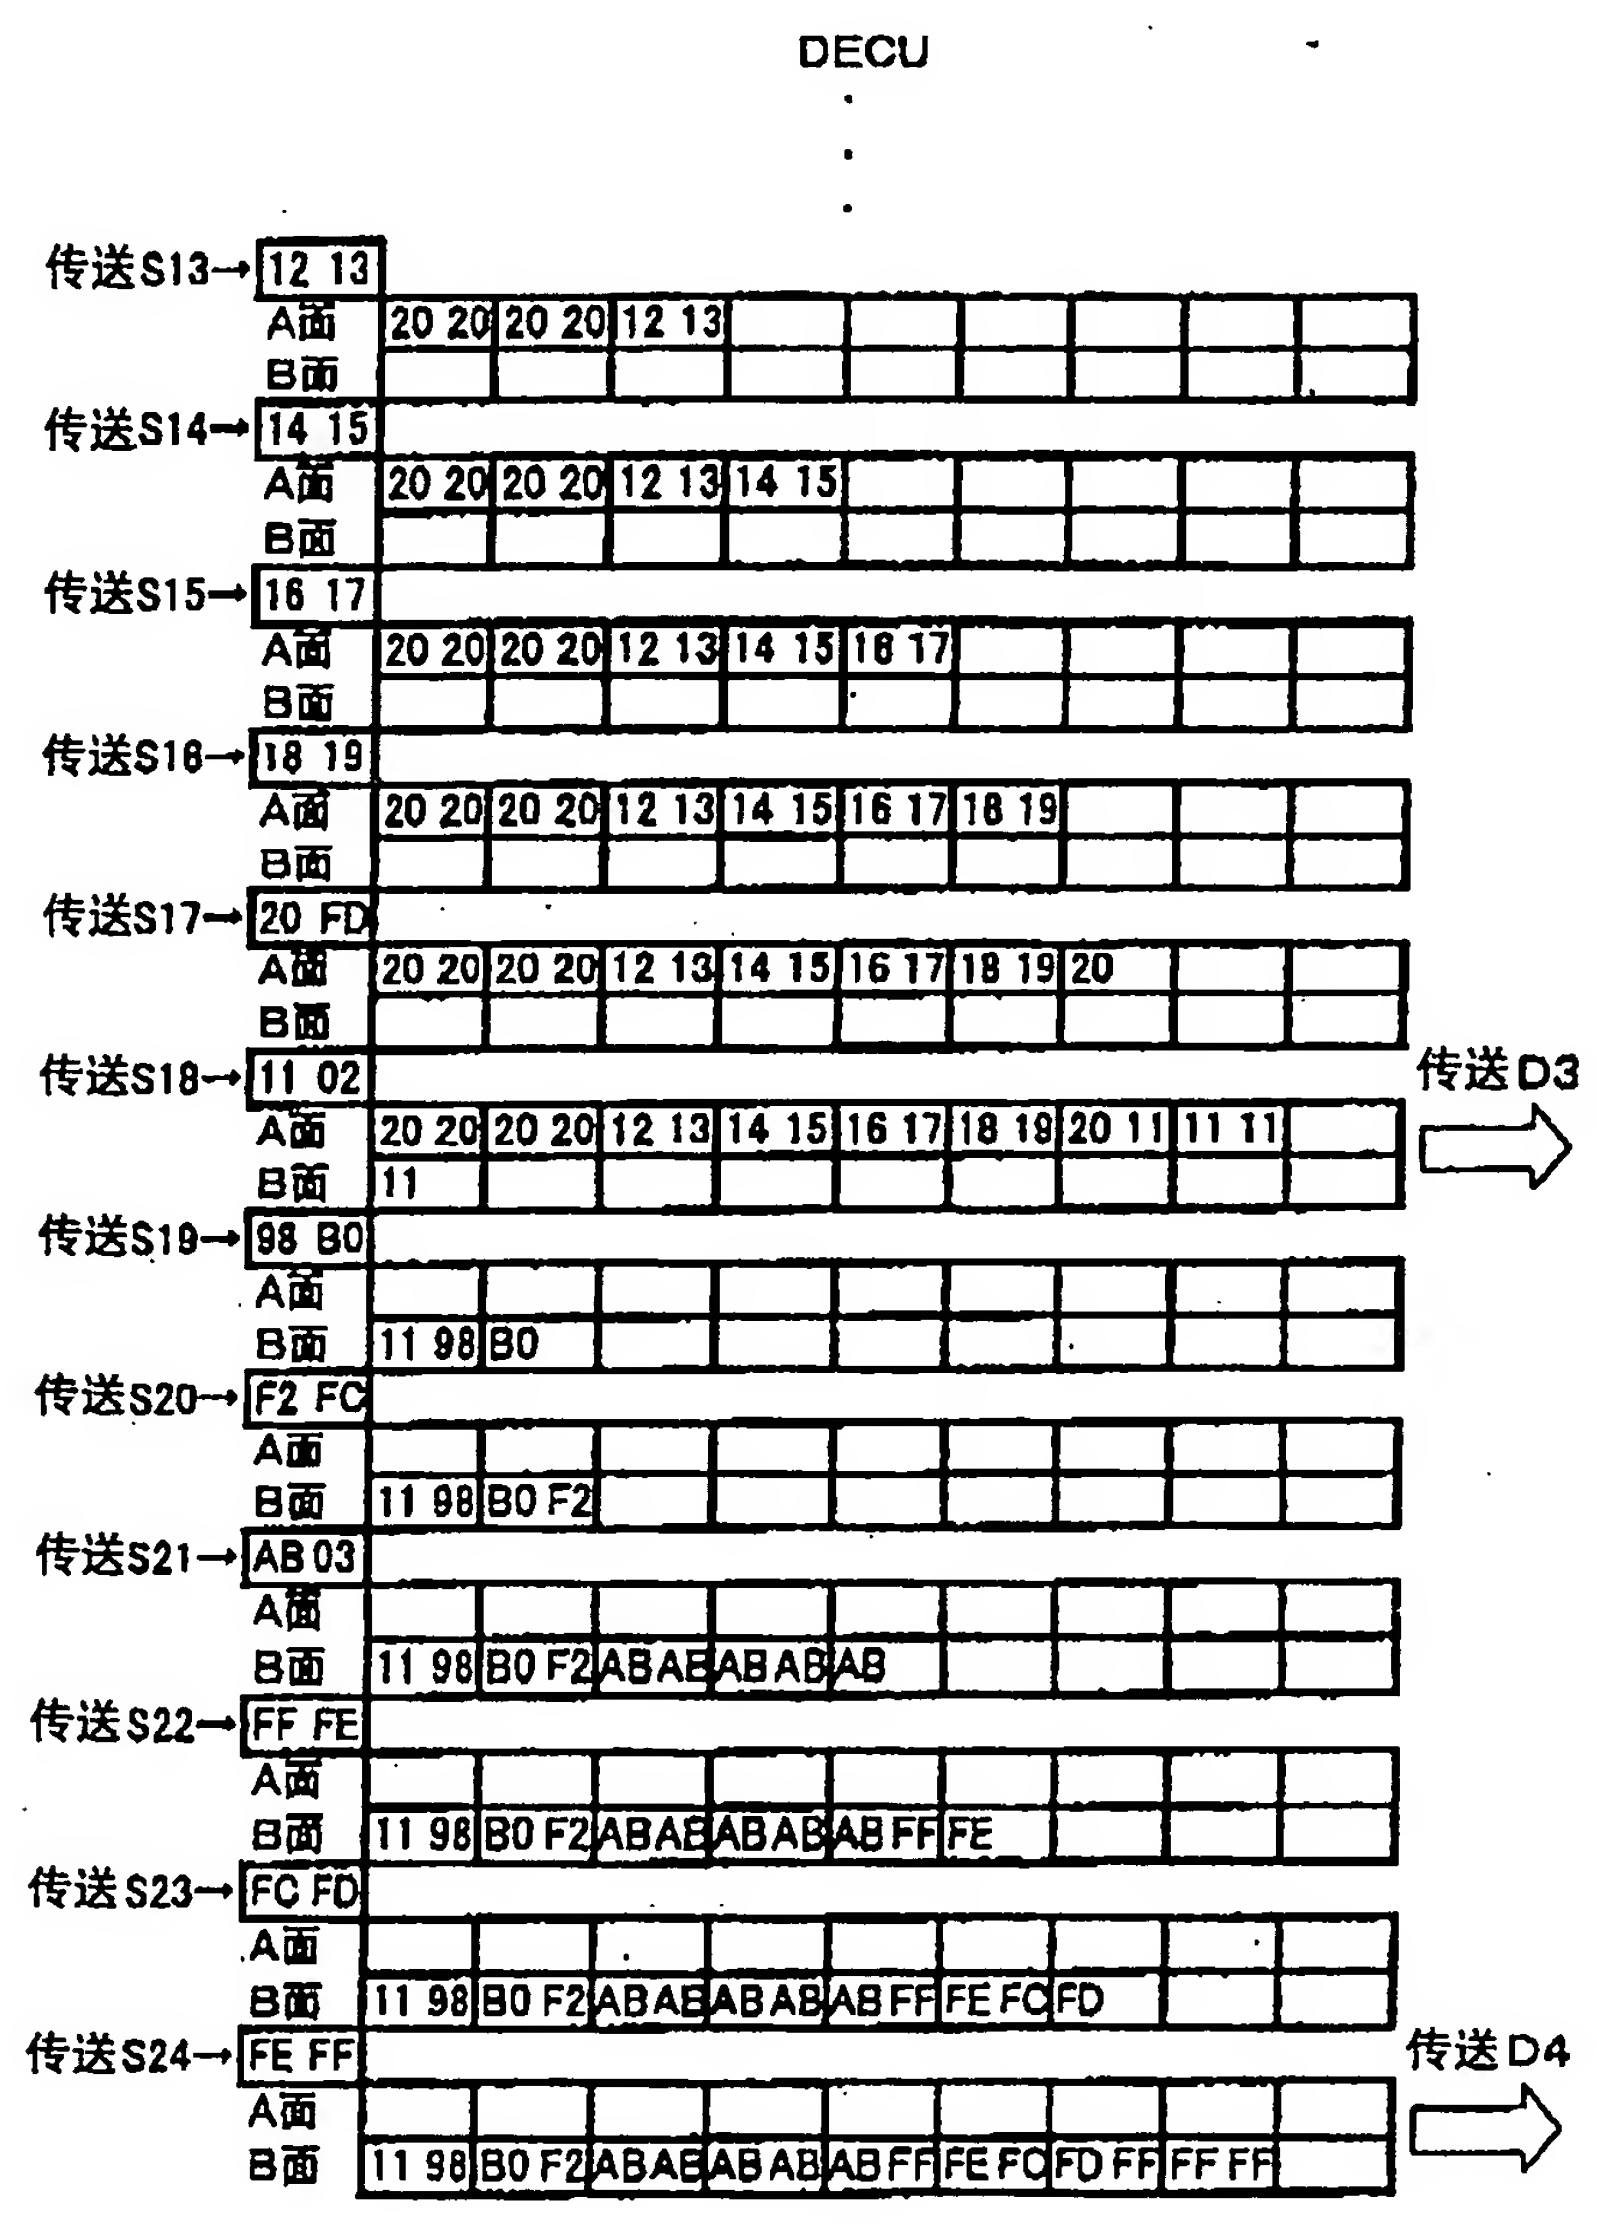 DECU
传送S13→ 12 13
A面 20 20 20 20 12 13
B面
传送S14→ 14 15
A面 20 20 20 20 12 13 14 15
B面
传送S15→ 16 17
A面 20 20 20 20 12 13 14 15 16 17
B面
传送S16→ 18 19
A面 20 20 20 20 12 13 14 15 16 17 18 19
B面
传送S17→ 20 FD
A面 20 20 20 20 12 13 14 15 16 17 18 19 20
B面
传送S18→ 11 02 传送D3
A面 20 20 20 20 12 13 14 15 16 17 18 19 20 11 11 11
B面 11
传送S19→ 98 B0
A面
B面 11 98 B0
传送S20→ F2 FC
A面
B面 11 98 B0 F2
传送S21→ AB 03
A面
B面 11 98 B0 F2 AB AB AB AB AB
传送S22→ FF FE
A面
B面 11 98 B0 F2 AB AB AB AB AB FF FE
传送S23→ FC FD
A面
B面 11 98 B0 F2 AB AB AB AB AB FF FE FC FD
传送S24→ FE FF 传送D4
A面
B面 11 98 B0 F2 AB AB AB AB AB FF FE FC FD FF FF FF